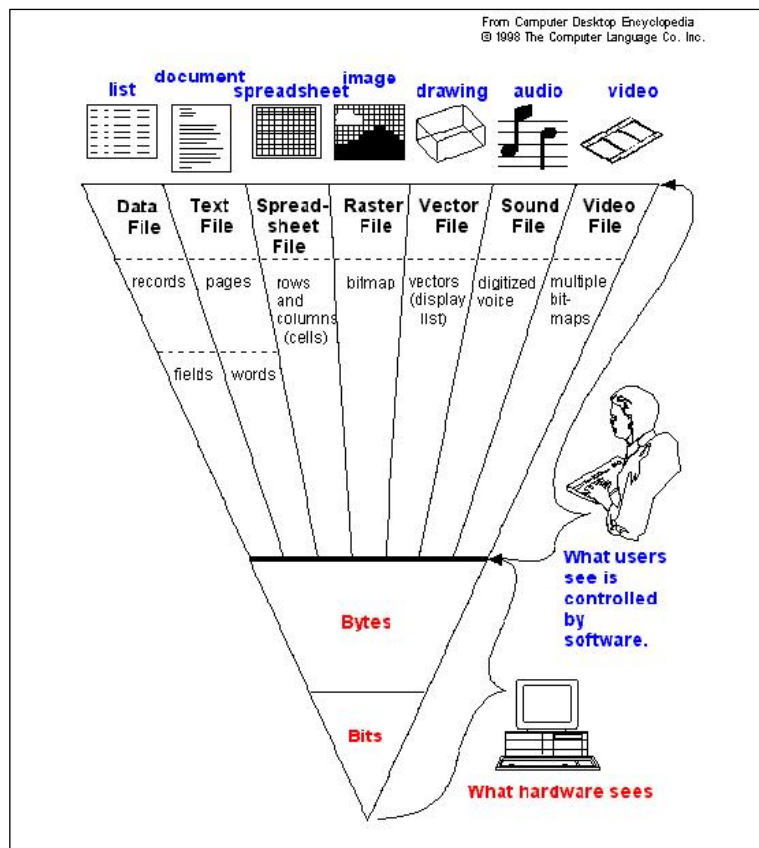 From Computer Desktop Encyclopedia
© 1998 The Computer Language Co. Inc.
list
document
spreadsheet
image
drawing
audio
video
Data
File
Text
File
Spread-
sheet
File
Raster
File
Vector
File
Sound
File
Video
File
records
pages
rows
and
columns
(cells)
bitmap
vectors
(display
list)
digitized
voice
multiple
bit-
maps
fields
words
What users
see is
controlled
by
software.
Bytes
Bits
What hardware sees